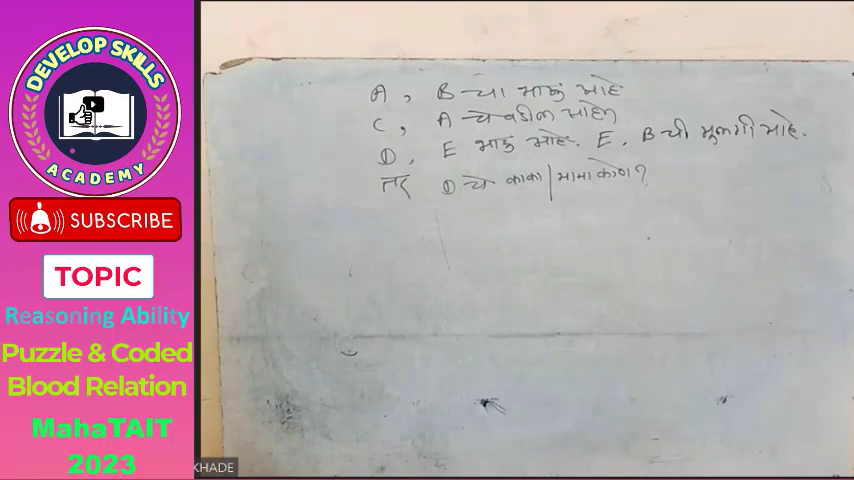 DEVELOP SKILLS
ACADEMY
SUBSCRIBE
TOPIC
Reasoning Ability
Puzzle & Coded
Blood Relation
MahaTAIT
2023
KHADE
A, B चा भाऊ आहे
C, A चे वडील आहेत
D, E भाऊ आहे. E, B ची मुलगी आहे.
तर D चे काका | मामा कोण?